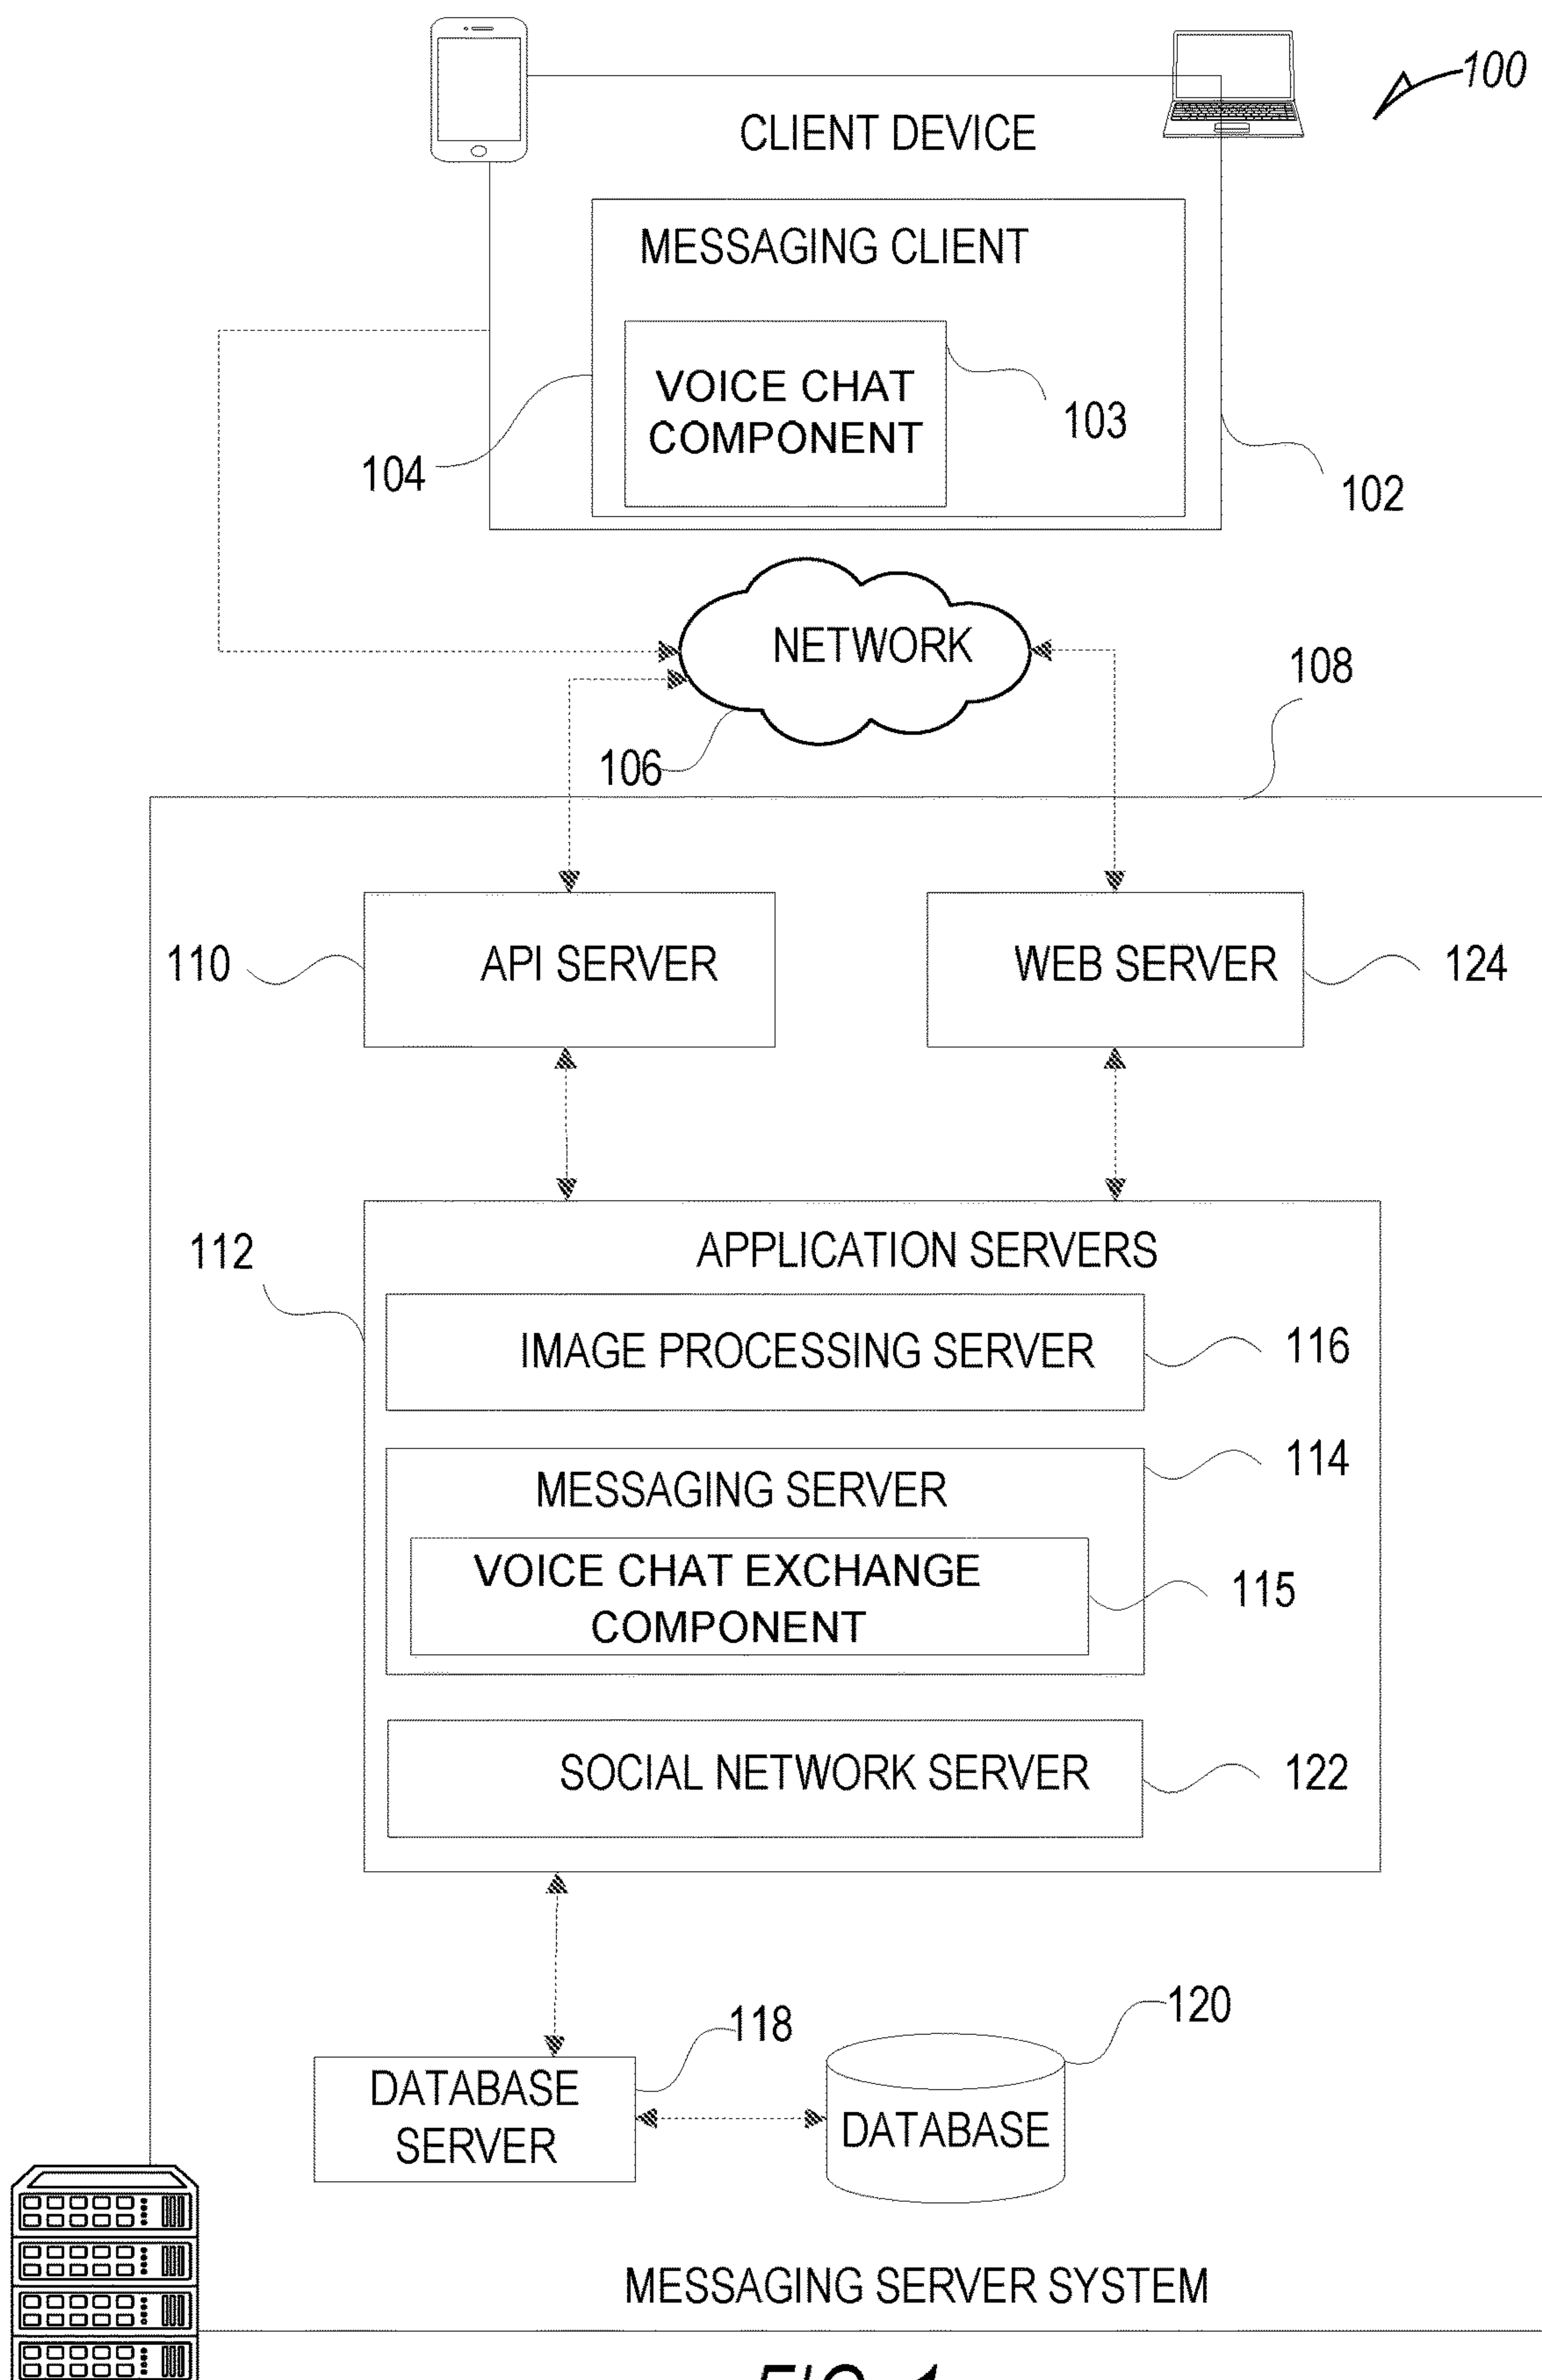 100
CLIENT DEVICE
MESSAGING CLIENT
VOICE CHAT
COMPONENT
103
104
102
NETWORK
108
106
110
API SERVER
WEB SERVER
124
112
APPLICATION SERVERS
IMAGE PROCESSING SERVER
116
114
MESSAGING SERVER
VOICE CHAT EXCHANGE
COMPONENT
115
SOCIAL NETWORK SERVER
122
118
120
DATABASE
SERVER
DATABASE
MESSAGING SERVER SYSTEM
FIG. 1